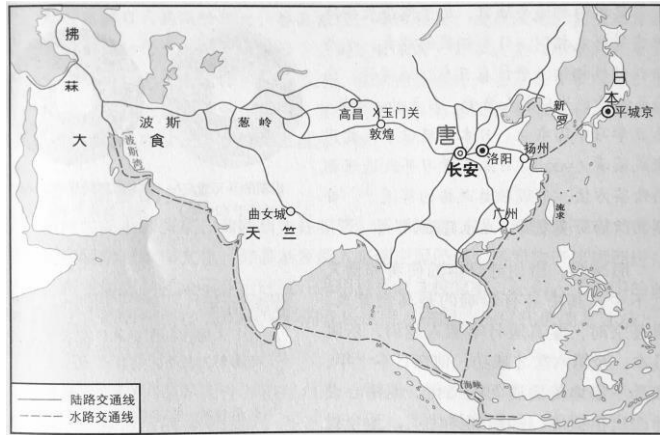 拂菻
大食
波斯
波斯湾
葱岭
高昌
玉门关
敦煌
唐
长安
洛阳
扬州
新罗
日本
平城京
流求
广州
曲女城
天竺
海峡
陆路交通线
水路交通线